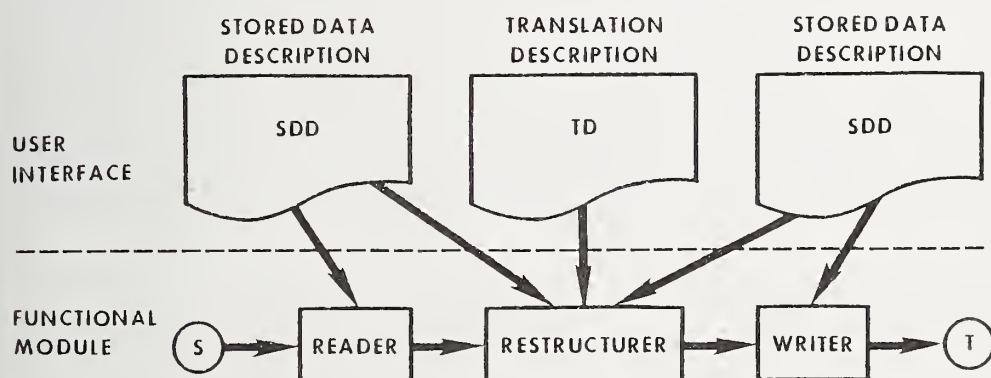 STORED DATA
DESCRIPTION
TRANSLATION
DESCRIPTION
STORED DATA
DESCRIPTION
SDD
TD
SDD
USER
INTERFACE
FUNCTIONAL
MODULE
S
READER
RESTRUCTURER
WRITER
T